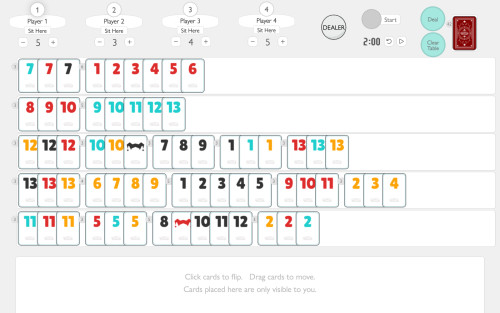 1 2 3 4
Player 1 Player 2 Player 3 Player 4
Sit Here Sit Here Sit Here Sit Here
− 5 + − 3 + − 4 + − 5 +
DEALER
Start
2:00
Deal
Clear
Table
7 7 7 1 2 3 4 5 6
8 9 10 9 10 11 12 13
12 12 12 10 10 7 8 9 1 1 1 13 13 13
13 13 13 6 7 8 9 1 2 3 4 5 9 10 11 2 3 4
11 11 11 5 5 5 8 10 11 12 2 2 2
Click cards to flip. Drag cards to move.
Cards placed here are only visible to you.